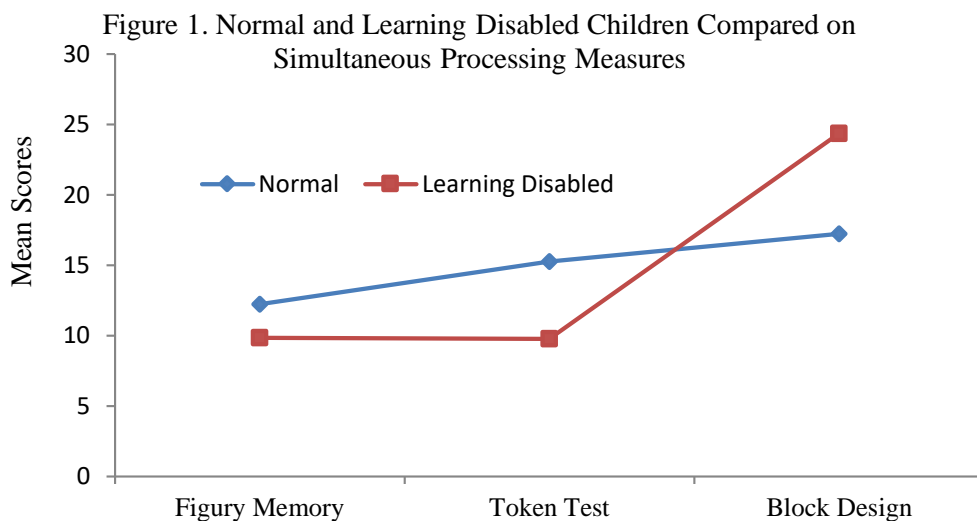 Figure 1. Normal and Learning Disabled Children Compared on
Simultaneous Processing Measures
30
25
20
15
10
5
0
Mean Scores
Normal
Learning Disabled
Figury Memory
Token Test
Block Design